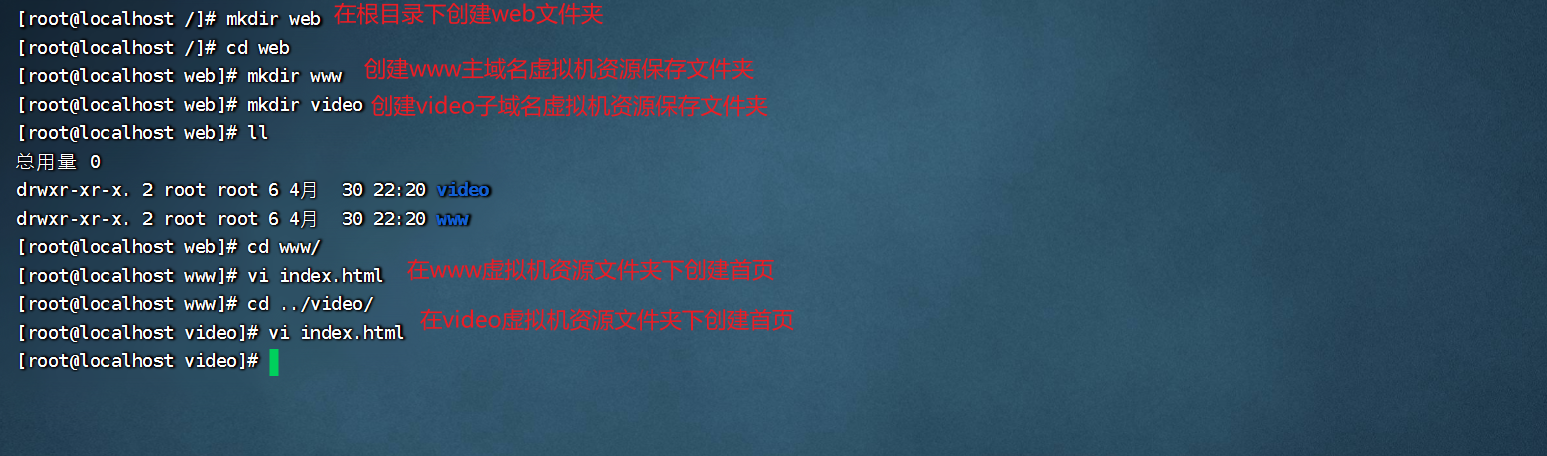 [root@localhost /]# mkdir web 在根目录下创建web文件夹
[root@localhost /]# cd web
[root@localhost web]# mkdir www 创建www主域名虚拟机资源保存文件夹
[root@localhost web]# mkdir video 创建video子域名虚拟机资源保存文件夹
[root@localhost web]# ll
总用量 0
drwxr-xr-x. 2 root root 6 4月  30 22:20 video
drwxr-xr-x. 2 root root 6 4月  30 22:20 www
[root@localhost web]# cd www/
[root@localhost www]# vi index.html 在www虚拟机资源文件夹下创建首页
[root@localhost www]# cd ../video/
[root@localhost video]# vi index.html 在video虚拟机资源文件夹下创建首页
[root@localhost video]#